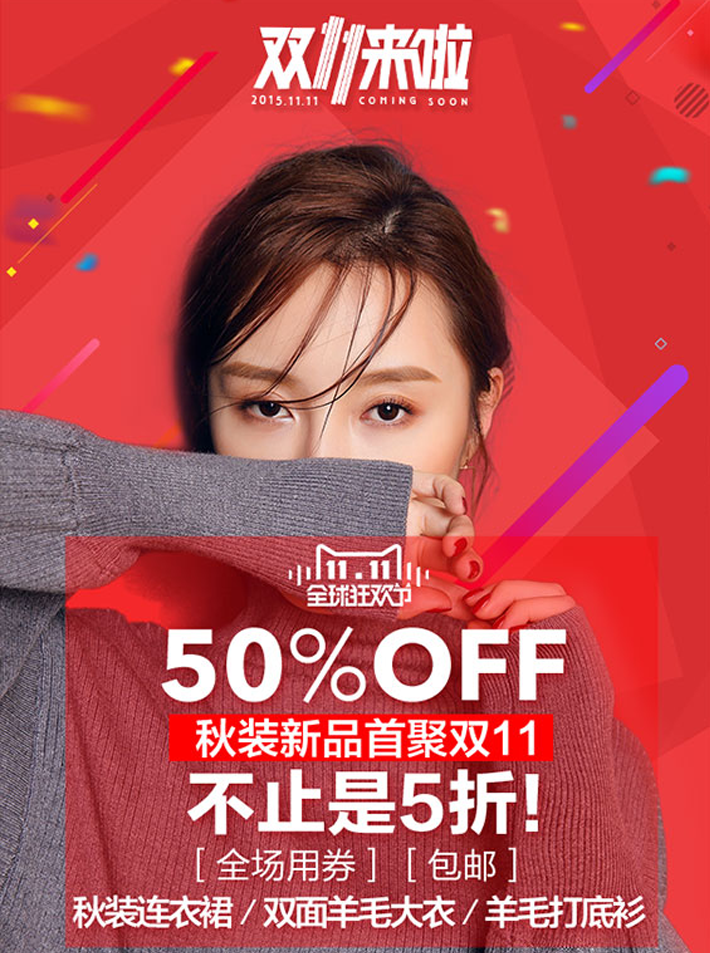 双11来啦
2015.11.11 COMING SOON
11.11
全球狂欢节
50%OFF
秋装新品首聚双11
不止是5折!
[全场用券] [包邮]
秋装连衣裙/双面羊毛大衣/羊毛打底衫